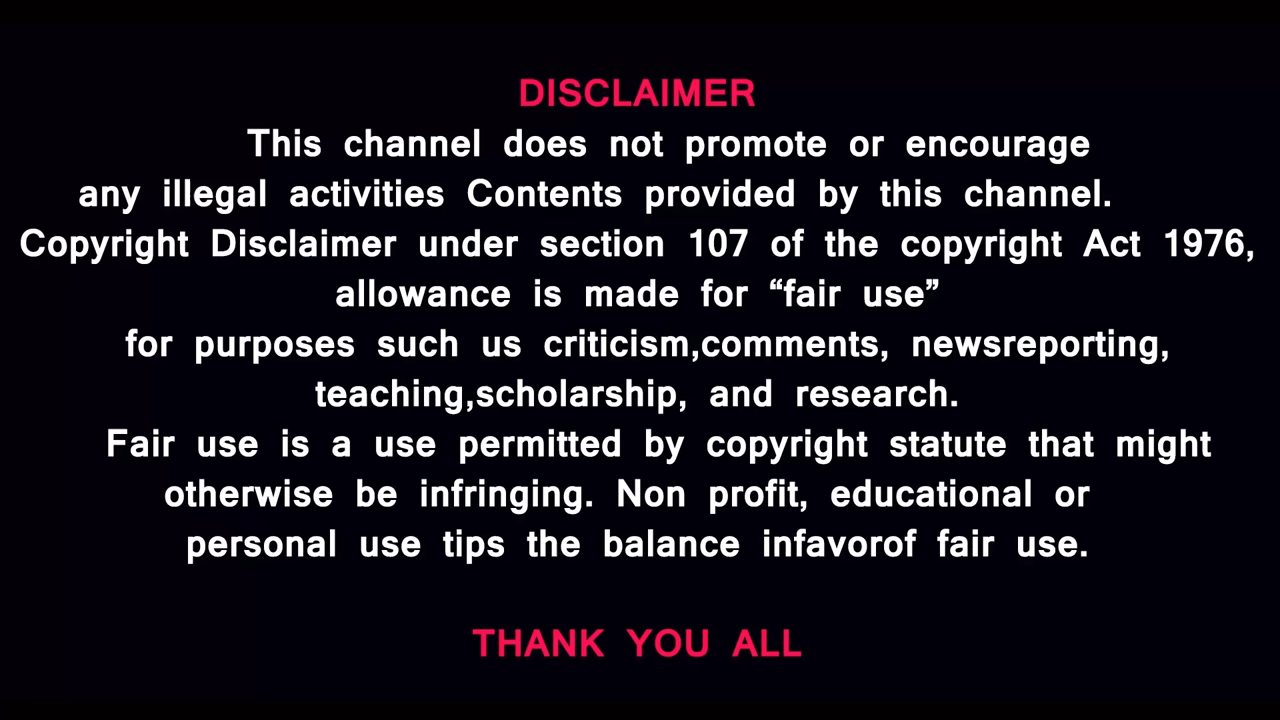 DISCLAIMER
This channel does not promote or encourage
any illegal activities Contents provided by this channel.
Copyright Disclaimer under section 107 of the copyright Act 1976,
allowance is made for “fair use”
for purposes such us criticism,comments, newsreporting,
teaching,scholarship, and research.
Fair use is a use permitted by copyright statute that might
otherwise be infringing. Non profit, educational or
personal use tips the balance infavorof fair use.
THANK YOU ALL